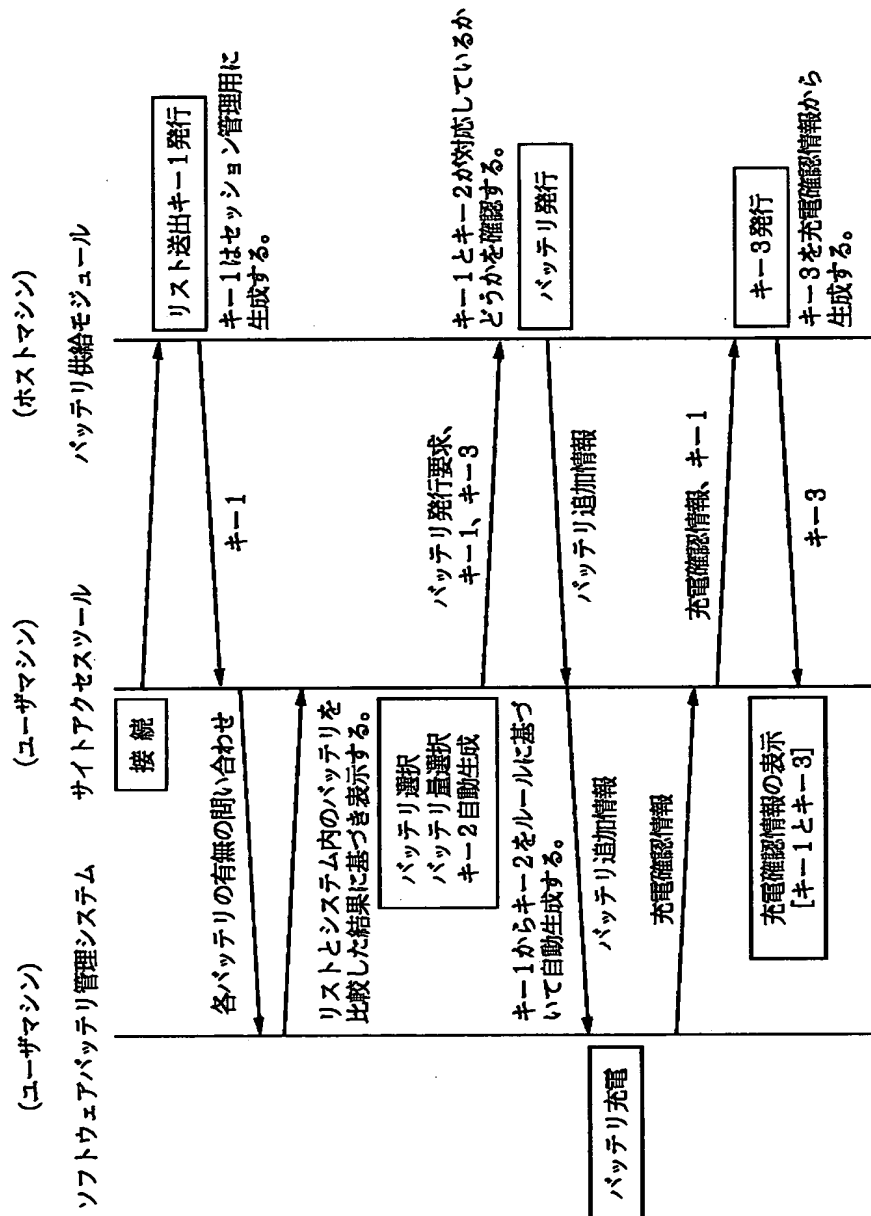 (ユーザマシン)
ソフトウェアバッテリ管理システム
(ユーザマシン)
サイトアクセスツール
(ホストマシン)
バッテリ供給モジュール
接 続
リスト送出キー1発行
キー1はセッション管理用に
生成する。
キー1
各バッテリの有無の問い合わせ
リストとシステム内のバッテリを
比較した結果に基づき表示する。
バッテリ選択
バッテリ量選択
キー2自動生成
キー1からキー2をルールに基づ
いて自動生成する。
バッテリ発行要求、
キー1、キー3
キー1とキー2が対応しているか
どうかを確認する。
バッテリ発行
バッテリ追加情報
バッテリ追加情報
バッテリ充電
充電確認情報
充電確認情報、キー1
キー3発行
キー3を充電確認情報から
生成する。
キー3
充電確認情報の表示
[キー1とキー3]